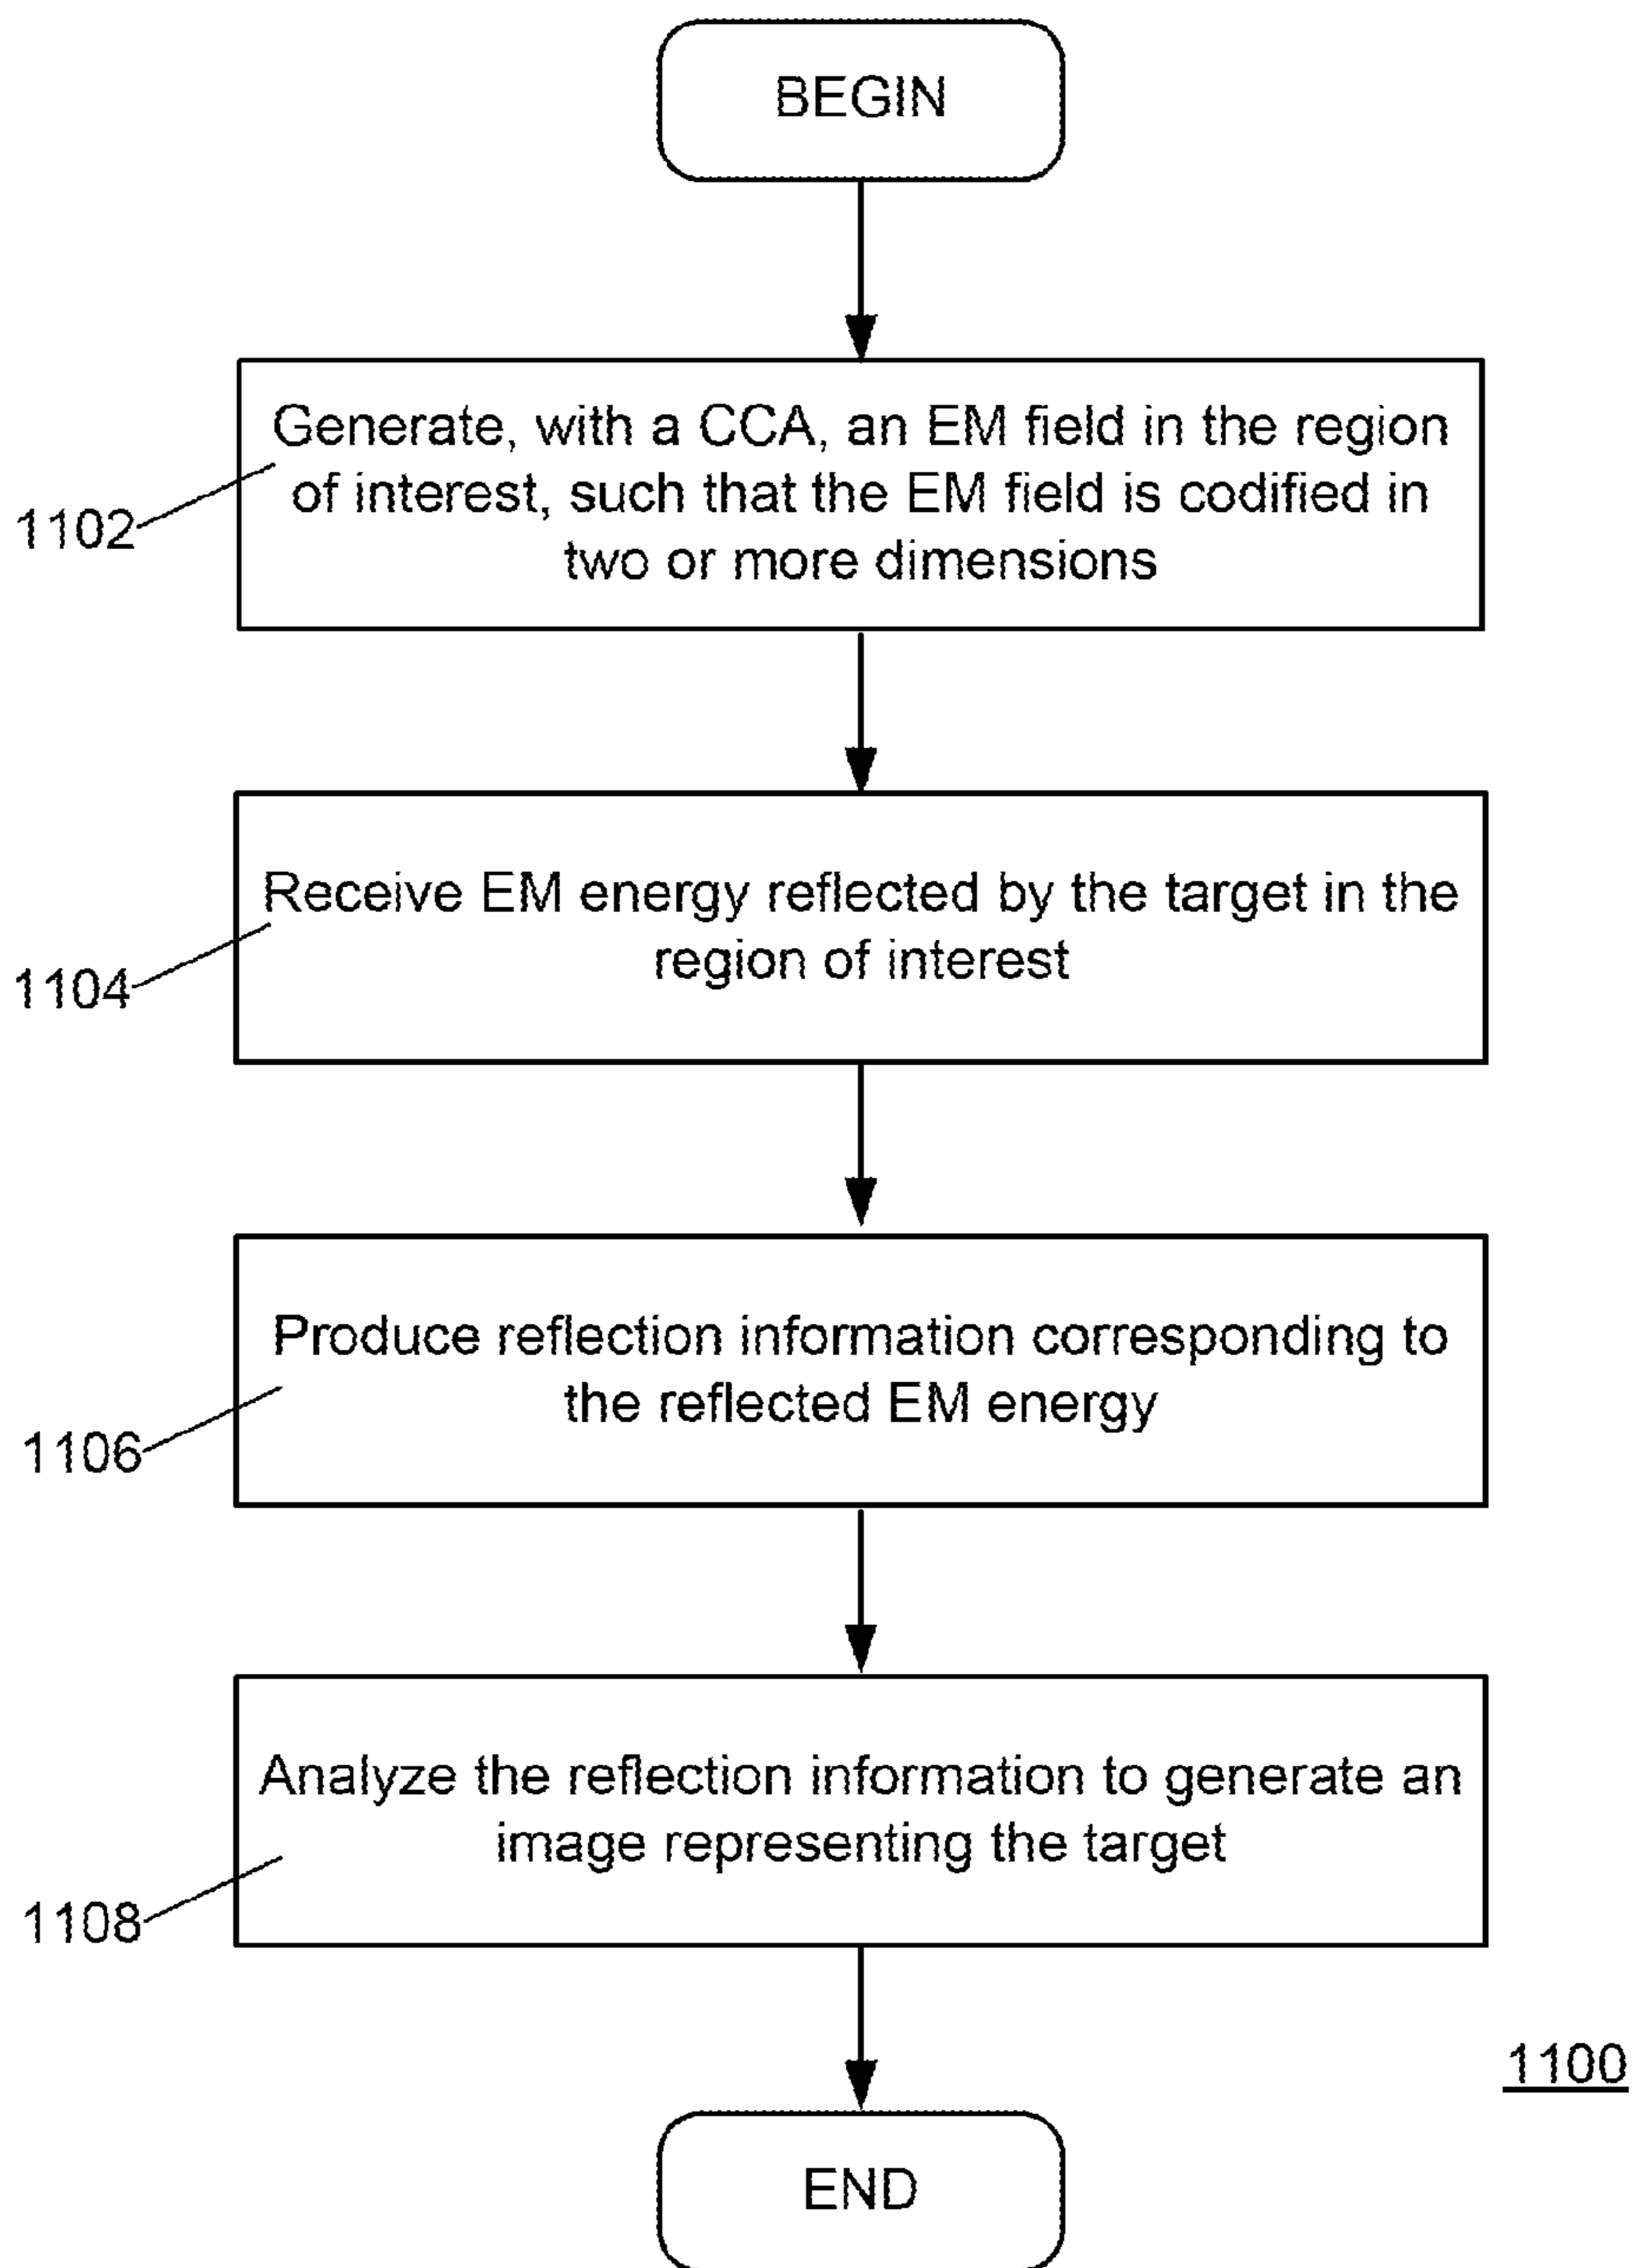 BEGIN
Generate, with a CCA, an EM field in the region
of interest, such that the EM field is codified in
two or more dimensions
1102
Receive EM energy reflected by the target in the
region of interest
1104
Produce reflection information corresponding to
the reflected EM energy
1106
Analyze the reflection information to generate an
image representing the target
1108
1100
END